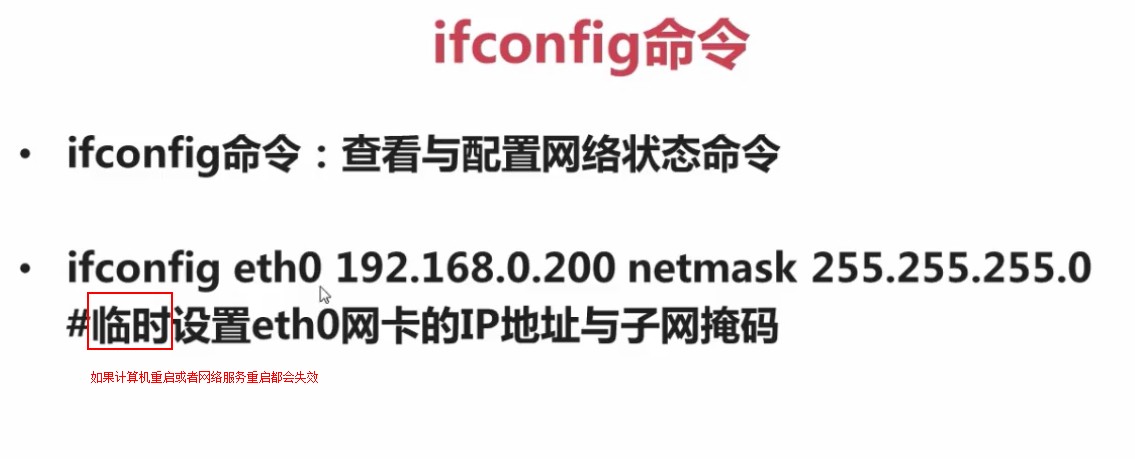 ifconfig命令
• ifconfig命令：查看与配置网络状态命令
• ifconfig eth0 192.168.0.200 netmask 255.255.255.0
#临时设置eth0网卡的IP地址与子网掩码
如果计算机重启或者网络服务重启都会失效